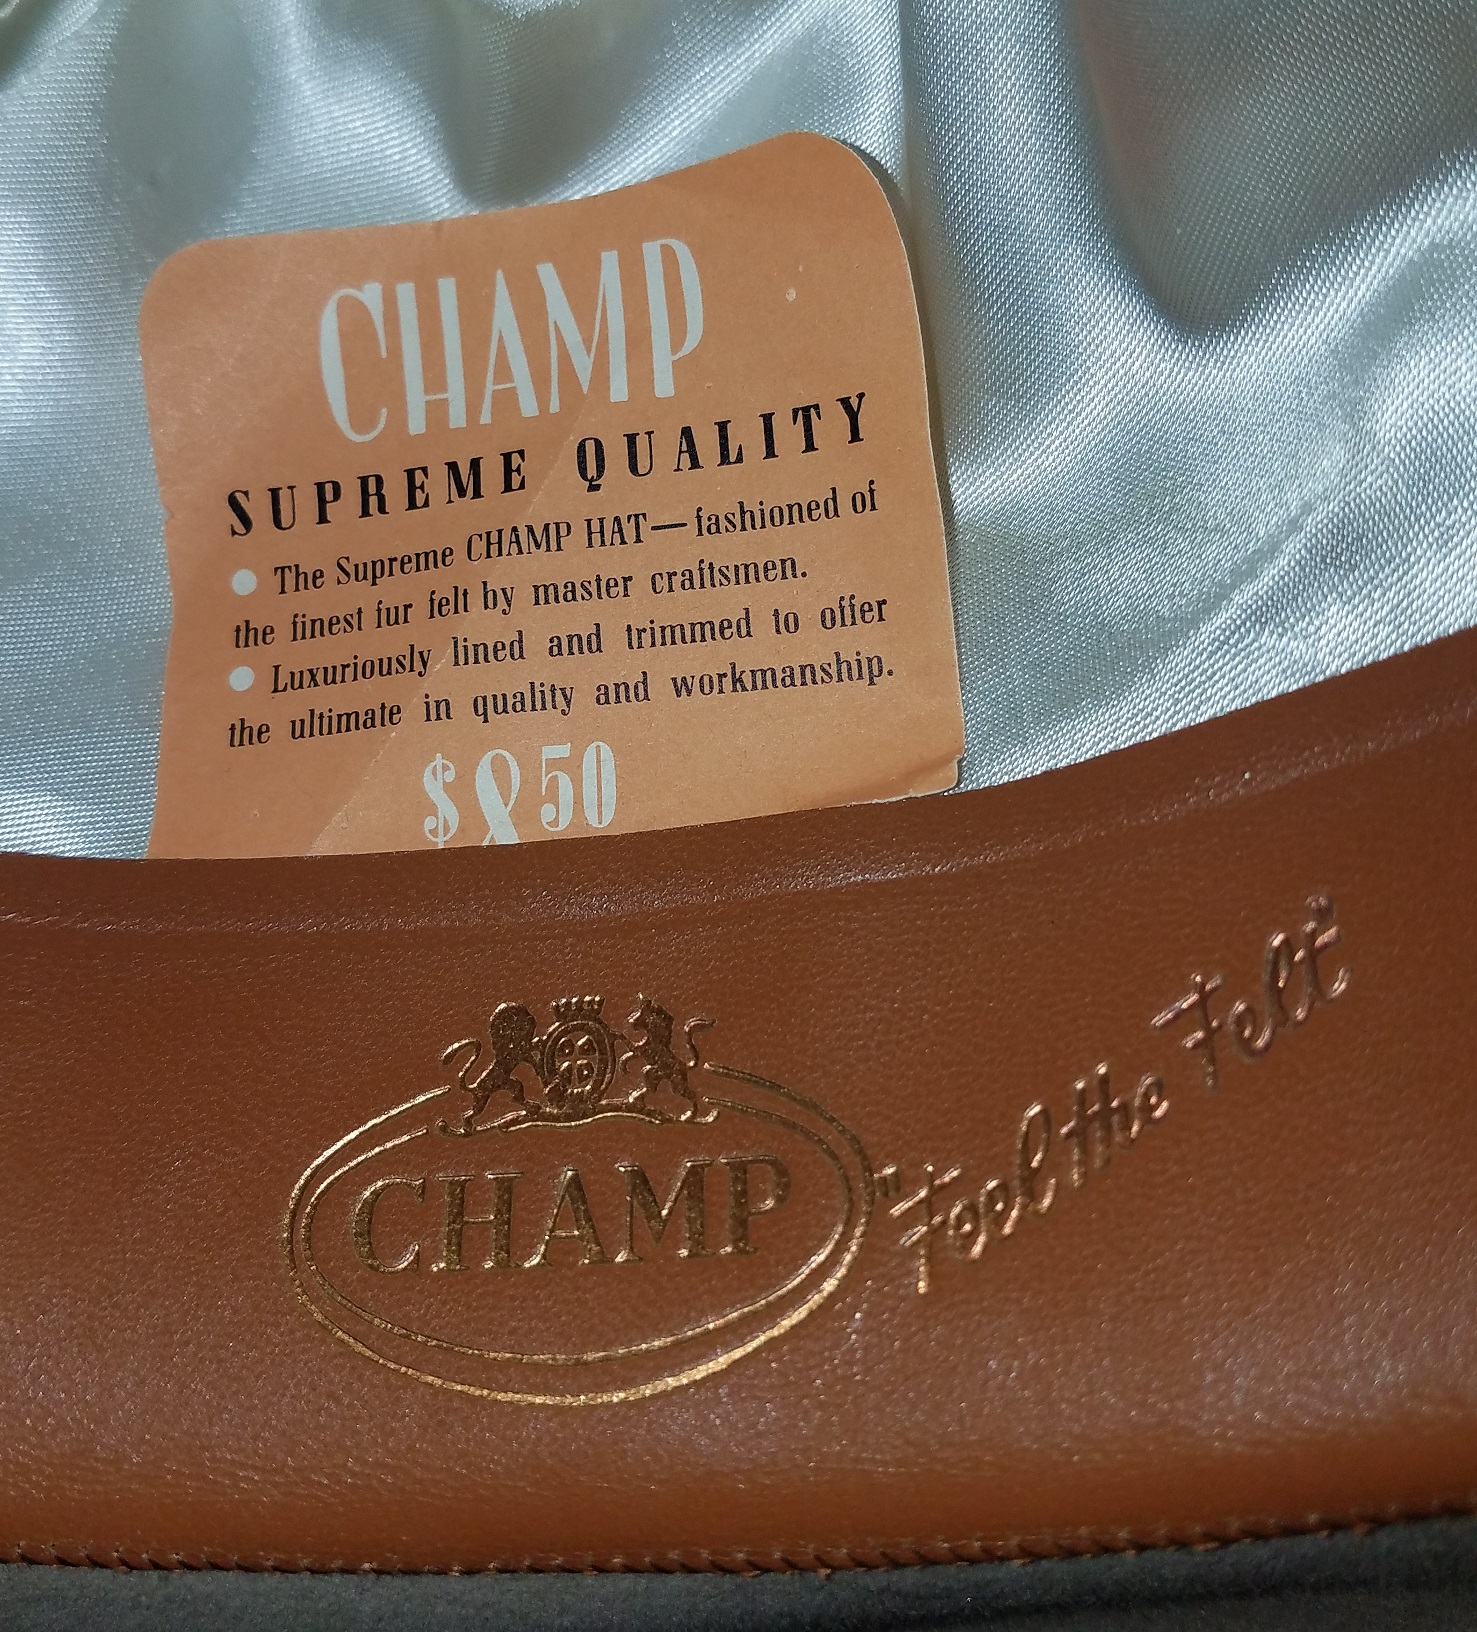 CHAMP
SUPREME QUALITY
● The Supreme CHAMP HAT—fashioned of
the finest fur felt by master craftsmen.
● Luxuriously lined and trimmed to offer
the ultimate in quality and workmanship.
$850
CHAMP
"Feel the Felt"